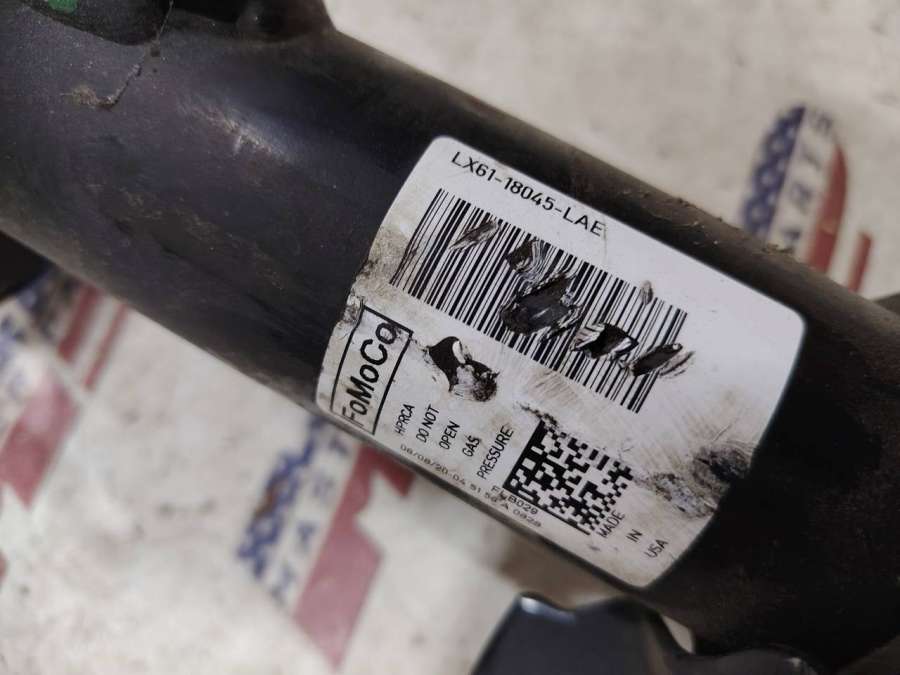 LX61-18045-LAE
FoMoCo
HPRCA
DO NOT
OPEN
GAS
PRESSURE
MADE
IN
USA